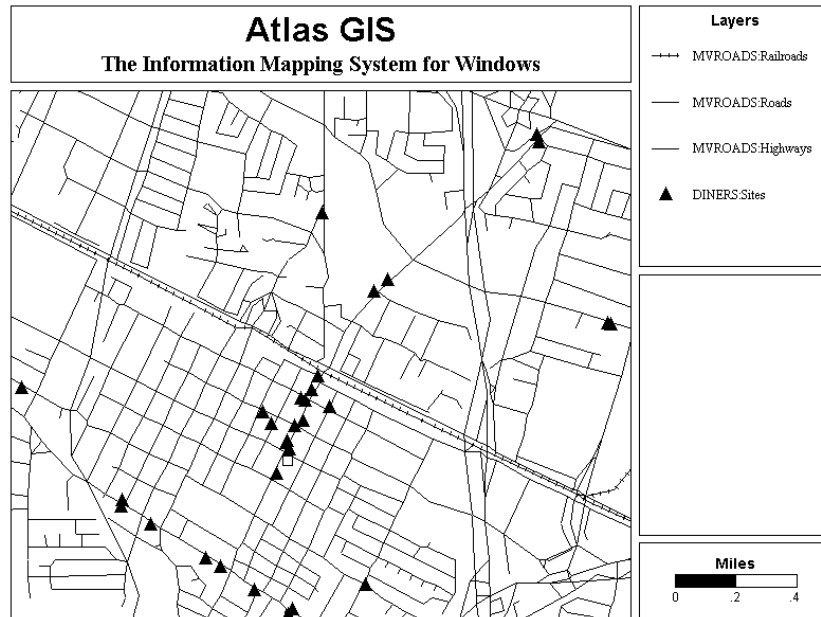 Atlas GIS
The Information Mapping System for Windows
Layers
MVROADS:Railroads
MVROADS:Roads
MVROADS:Highways
DINERS:Sites
Miles
0 .2 .4